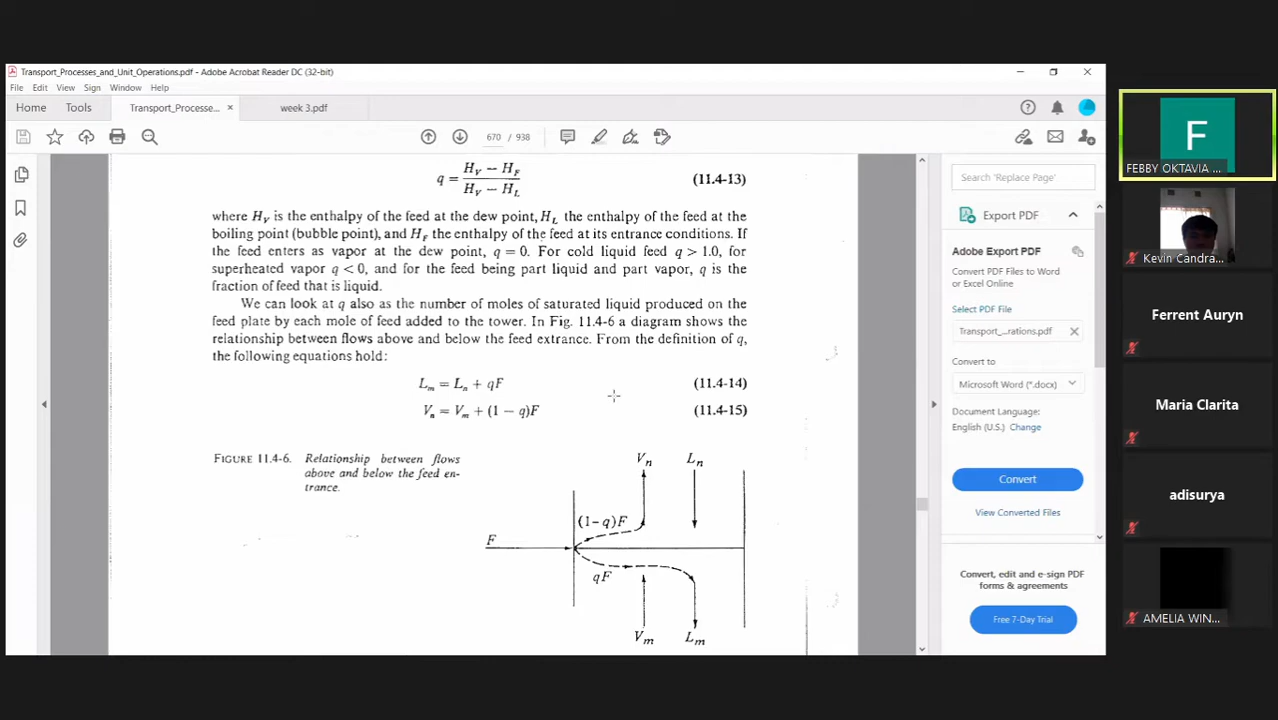 Transport_Processes_and_Unit_Operations.pdf - Adobe Acrobat Reader DC (32-bit)
File Edit View Sign Window Help
Home Tools Transport_Processe... × week 3.pdf
670 / 938
q = (H_V − H_F) / (H_V − H_L) (11.4-13)
where H_V is the enthalpy of the feed at the dew point, H_L the enthalpy of the feed at the
boiling point (bubble point), and H_F the enthalpy of the feed at its entrance conditions. If
the feed enters as vapor at the dew point, q = 0. For cold liquid feed q > 1.0, for
superheated vapor q < 0, and for the feed being part liquid and part vapor, q is the
fraction of feed that is liquid.
We can look at q also as the number of moles of saturated liquid produced on the
feed plate by each mole of feed added to the tower. In Fig. 11.4-6 a diagram shows the
relationship between flows above and below the feed extrance. From the definition of q,
the following equations hold:
L_m = L_n + qF (11.4-14)
V_n = V_m + (1 − q)F (11.4-15)
FIGURE 11.4-6. Relationship between flows
above and below the feed en-
trance.
V_n L_n
(1-q)F
F
qF
V_m L_m
Search 'Replace Page'
Export PDF
Adobe Export PDF
Convert PDF Files to Word
or Excel Online
Select PDF File
Transport_...rations.pdf ×
Convert to
Microsoft Word (*.docx)
Document Language:
English (U.S.) Change
Convert
View Converted Files
Convert, edit and e-sign PDF
forms & agreements
Free 7-Day Trial
F
FEBBY OKTAVIA ...
Kevin Candra...
Ferrent Auryn
Maria Clarita
adisurya
AMELIA WIN...